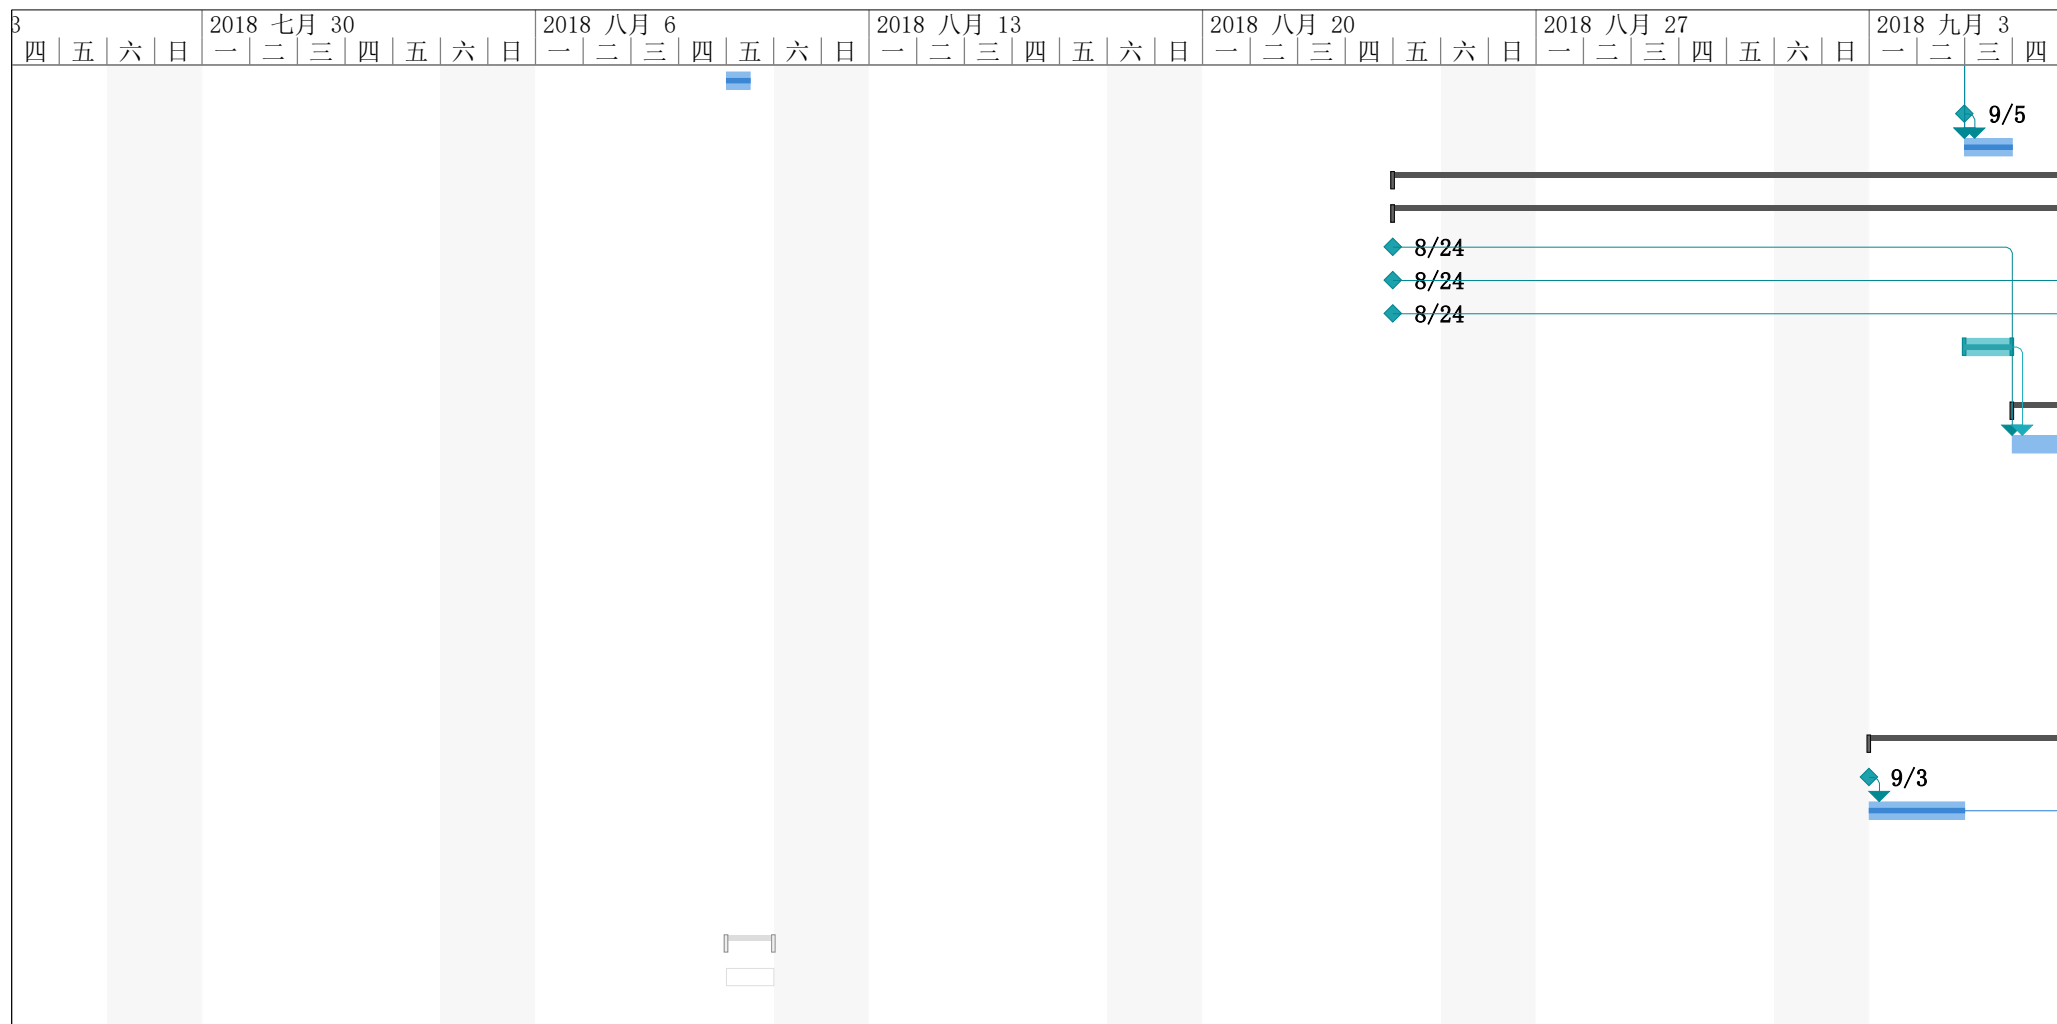 3 2018 七月 30 2018 八月 6 2018 八月 13 2018 八月 20 2018 八月 27 2018 九月 3
四 五 六 日 一 二 三 四 五 六 日 一 二 三 四 五 六 日 一 二 三 四 五 六 日 一 二 三 四 五 六 日 一 二 三 四 五 六 日 一 二 三 四
9/5
8/24
8/24
8/24
9/3